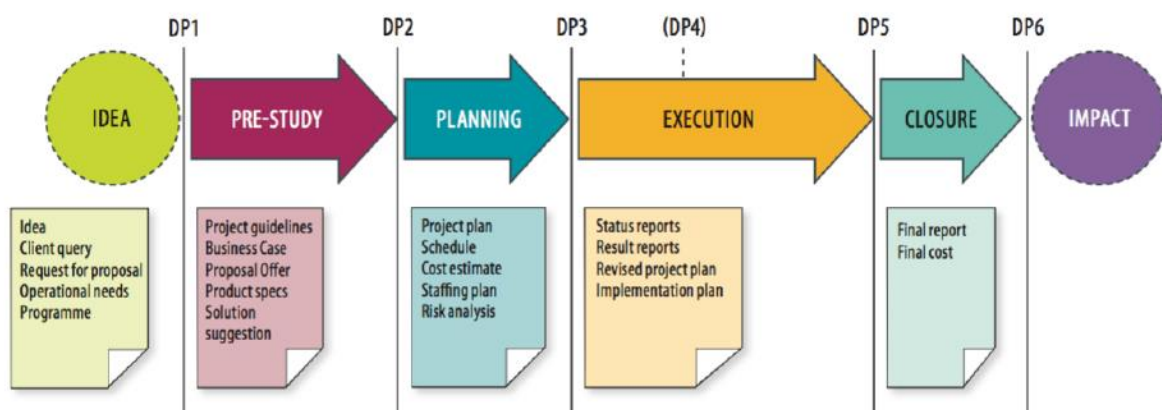 DP1
DP2
DP3
(DP4)
DP5
DP6
IDEA
PRE-STUDY
PLANNING
EXECUTION
CLOSURE
IMPACT
Idea
Client query
Request for proposal
Operational needs
Programme
Project guidelines
Business Case
Proposal Offer
Product specs
Solution
suggestion
Project plan
Schedule
Cost estimate
Staffing plan
Risk analysis
Status reports
Result reports
Revised project plan
Implementation plan
Final report
Final cost